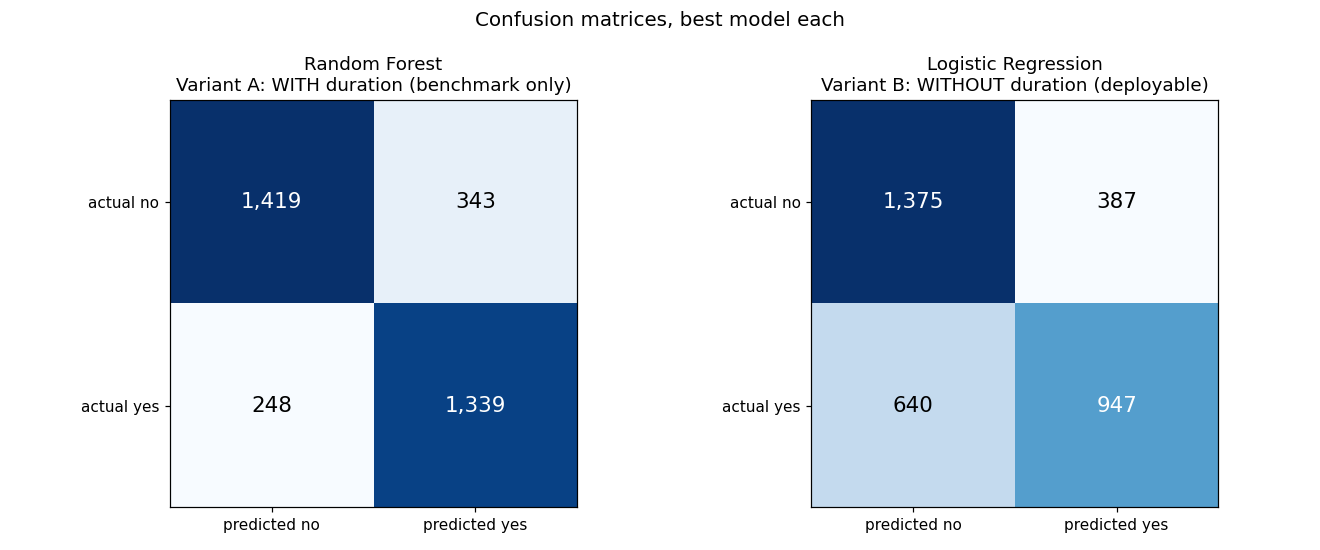 Confusion matrices, best model each
Random Forest
Variant A: WITH duration (benchmark only)
actual no
1,419
343
actual yes
248
1,339
predicted no
predicted yes
Logistic Regression
Variant B: WITHOUT duration (deployable)
actual no
1,375
387
actual yes
640
947
predicted no
predicted yes